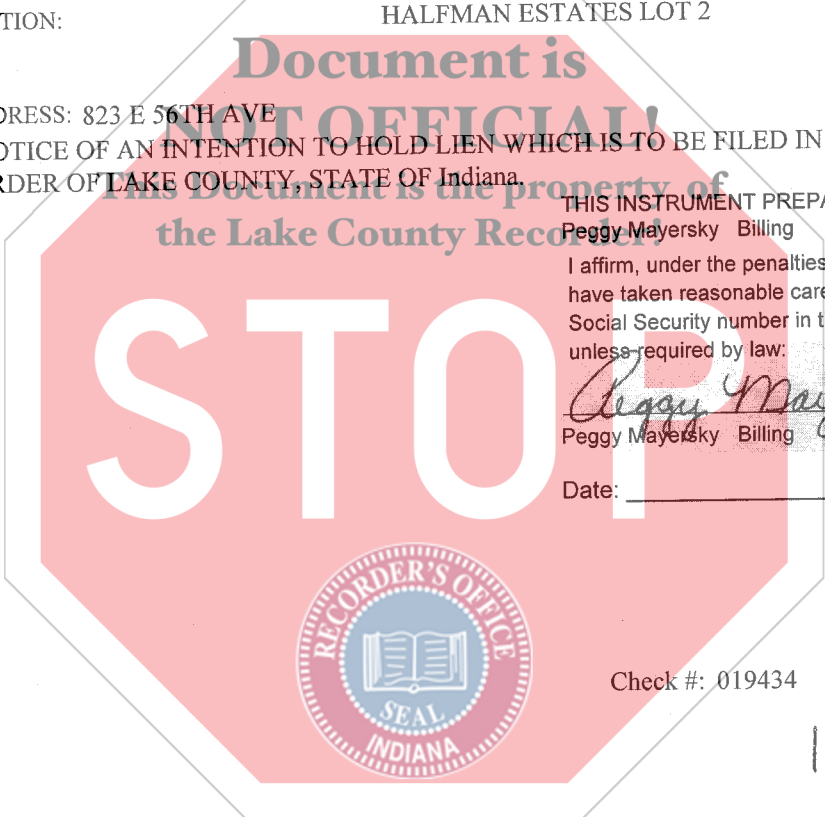 TION:
HALFMAN ESTATES LOT 2
Document is
DRESS: 823 E 56TH AVE
NOT OFFICIAL!
OTICE OF AN INTENTION TO HOLD LIEN WHICH IS TO BE FILED IN
RDER OF LAKE COUNTY, STATE OF Indiana.
This Document is the property of
the Lake County Recorder!
THIS INSTRUMENT PREPA
Peggy Mayersky Billing
I affirm, under the penalties
have taken reasonable care
Social Security number in t
unless required by law:
STOP
Peggy May
Peggy Mayersky Billing
Date:
RECORDER'S OFFICE
SEAL
INDIANA
Check #: 019434